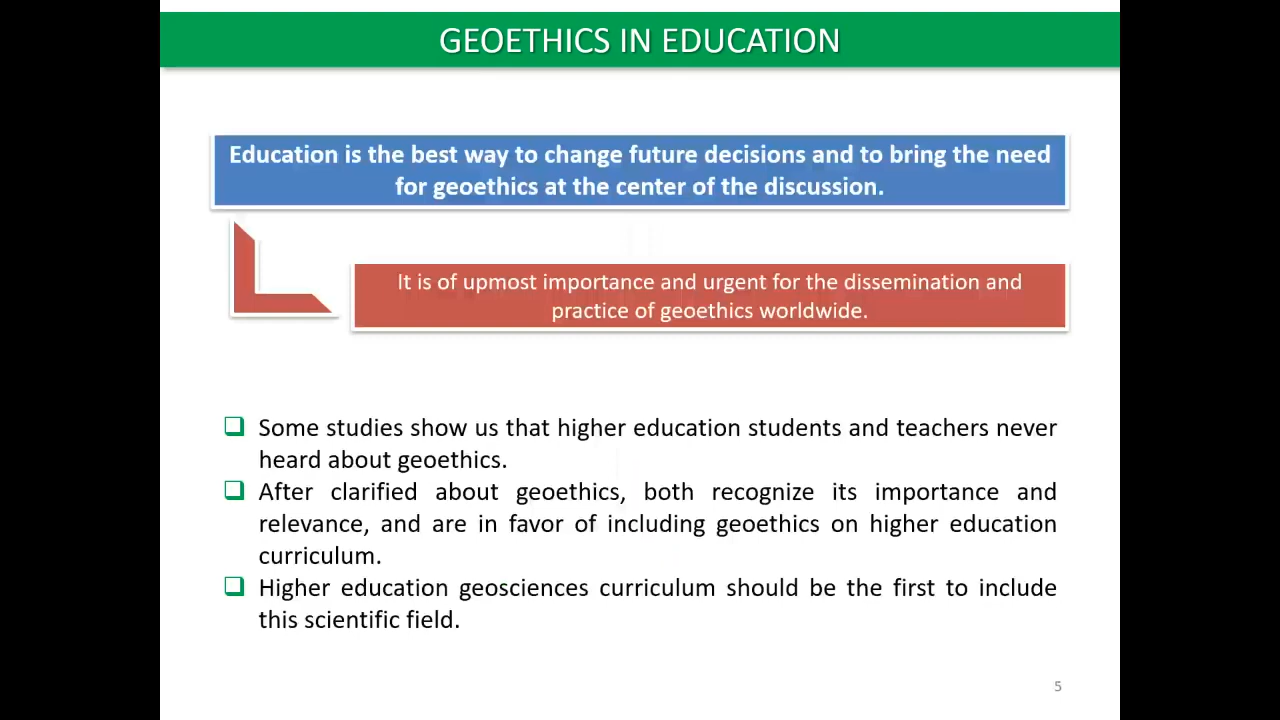 GEOETHICS IN EDUCATION
Education is the best way to change future decisions and to bring the need
for geoethics at the center of the discussion.
It is of upmost importance and urgent for the dissemination and
practice of geoethics worldwide.
❑ Some studies show us that higher education students and teachers never
heard about geoethics.
❑ After clarified about geoethics, both recognize its importance and
relevance, and are in favor of including geoethics on higher education
curriculum.
❑ Higher education geosciences curriculum should be the first to include
this scientific field.
5